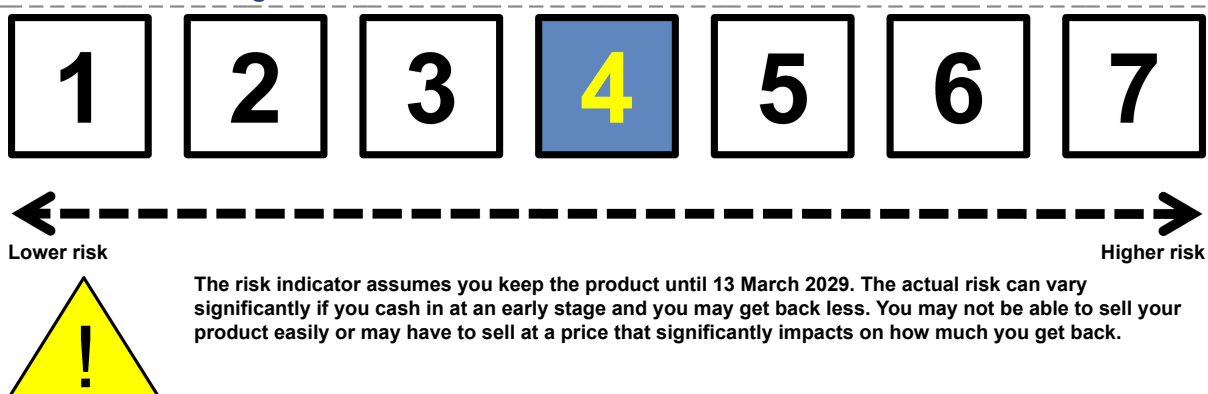 1 2 3 4 5 6 7
Lower risk Higher risk
The risk indicator assumes you keep the product until 13 March 2029. The actual risk can vary
significantly if you cash in at an early stage and you may get back less. You may not be able to sell your
product easily or may have to sell at a price that significantly impacts on how much you get back.
!